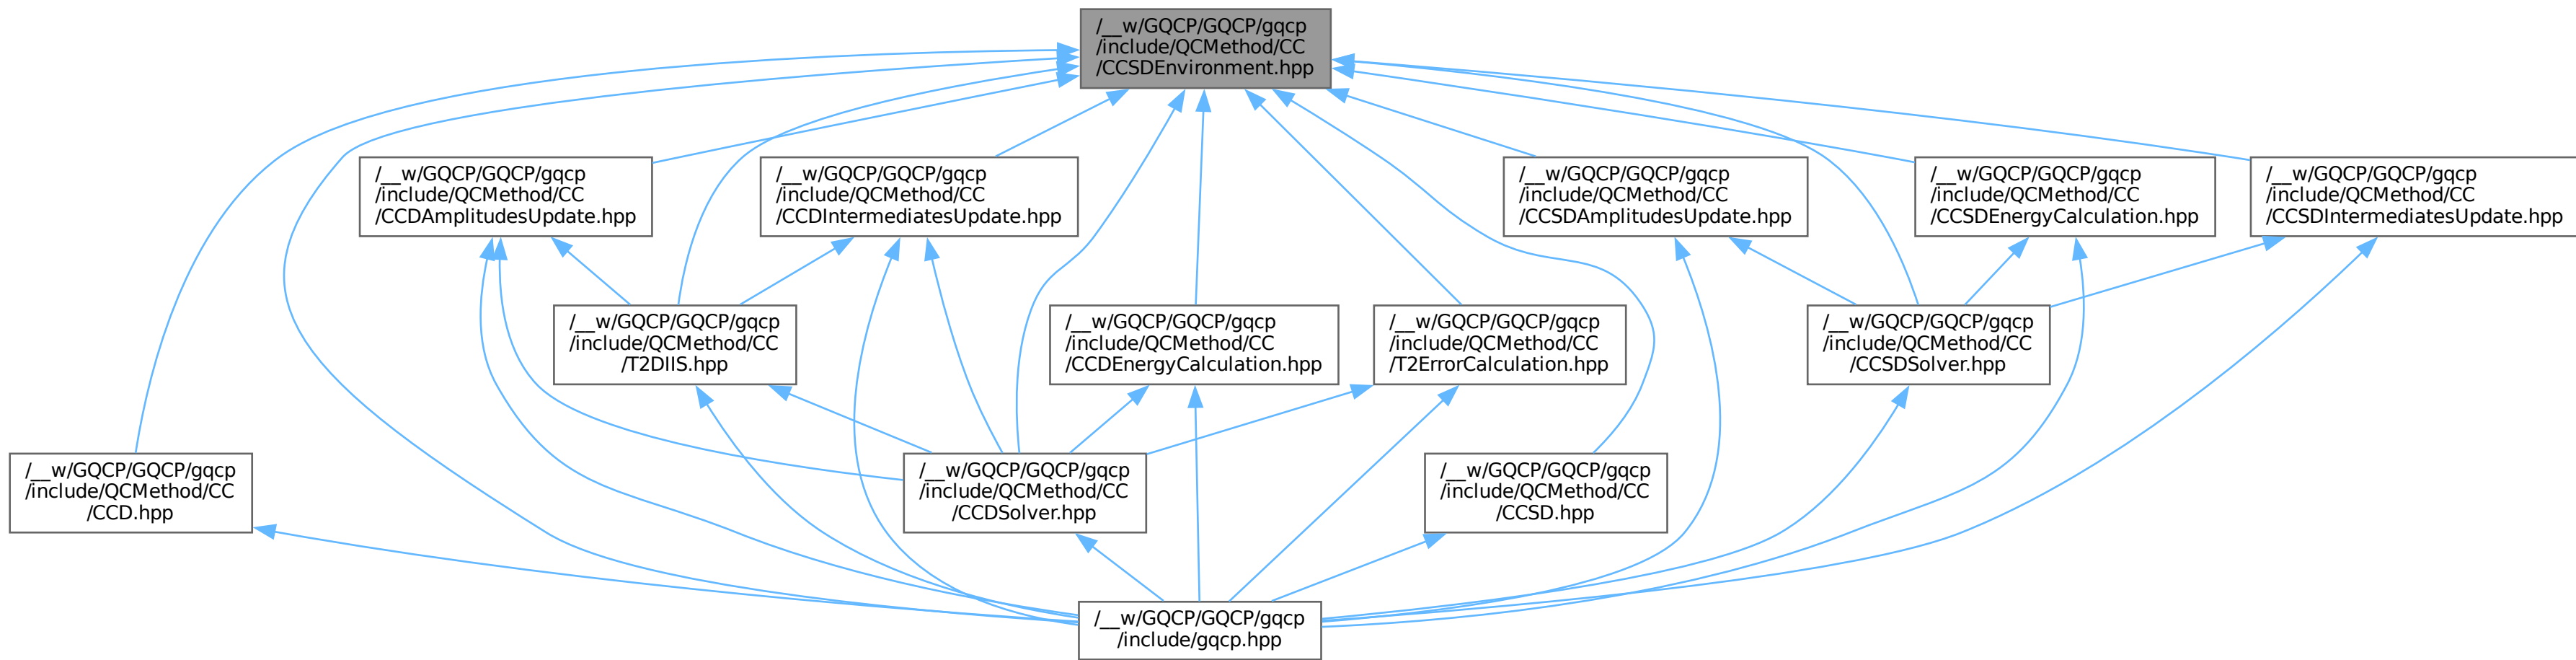 /__w/GQCP/GQCP/gqcp
/include/QCMethod/CC
/CCSDEnvironment.hpp
/__w/GQCP/GQCP/gqcp
/include/QCMethod/CC
/CCDAmplitudesUpdate.hpp
/__w/GQCP/GQCP/gqcp
/include/QCMethod/CC
/CCDIntermediatesUpdate.hpp
/__w/GQCP/GQCP/gqcp
/include/QCMethod/CC
/CCSDAmplitudesUpdate.hpp
/__w/GQCP/GQCP/gqcp
/include/QCMethod/CC
/CCSDEnergyCalculation.hpp
/__w/GQCP/GQCP/gqcp
/include/QCMethod/CC
/CCSDIntermediatesUpdate.hpp
/__w/GQCP/GQCP/gqcp
/include/QCMethod/CC
/T2DIIS.hpp
/__w/GQCP/GQCP/gqcp
/include/QCMethod/CC
/CCDEnergyCalculation.hpp
/__w/GQCP/GQCP/gqcp
/include/QCMethod/CC
/T2ErrorCalculation.hpp
/__w/GQCP/GQCP/gqcp
/include/QCMethod/CC
/CCSDSolver.hpp
/__w/GQCP/GQCP/gqcp
/include/QCMethod/CC
/CCD.hpp
/__w/GQCP/GQCP/gqcp
/include/QCMethod/CC
/CCDSolver.hpp
/__w/GQCP/GQCP/gqcp
/include/QCMethod/CC
/CCSD.hpp
/__w/GQCP/GQCP/gqcp
/include/gqcp.hpp